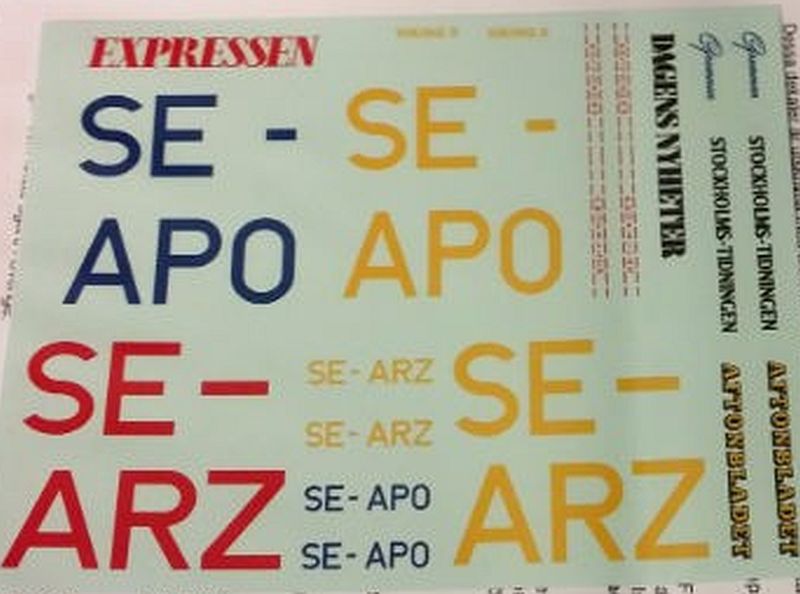 EXPRESSEN
SE -
APO
SE -
APO
SE-
ARZ
SE- ARZ
SE- ARZ
SE- APO
SE- APO
SE-
ARZ
DAGENS NYHETER
STOCKHOLMS-TIDNINGEN
STOCKHOLMS-TIDNINGEN
AFTONBLADET
AFTONBLADET